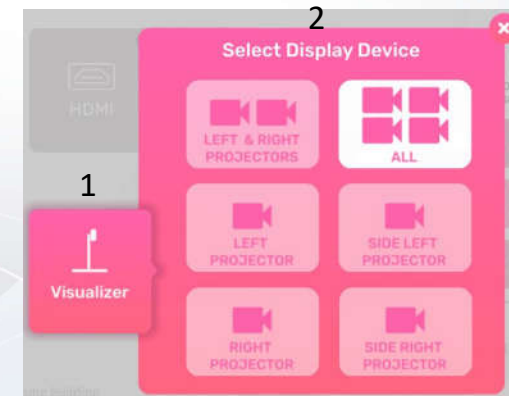 2
Select Display Device
HDMI
LEFT & RIGHT
PROJECTORS
ALL
1
Visualizer
LEFT
PROJECTOR
SIDE LEFT
PROJECTOR
RIGHT
PROJECTOR
SIDE RIGHT
PROJECTOR